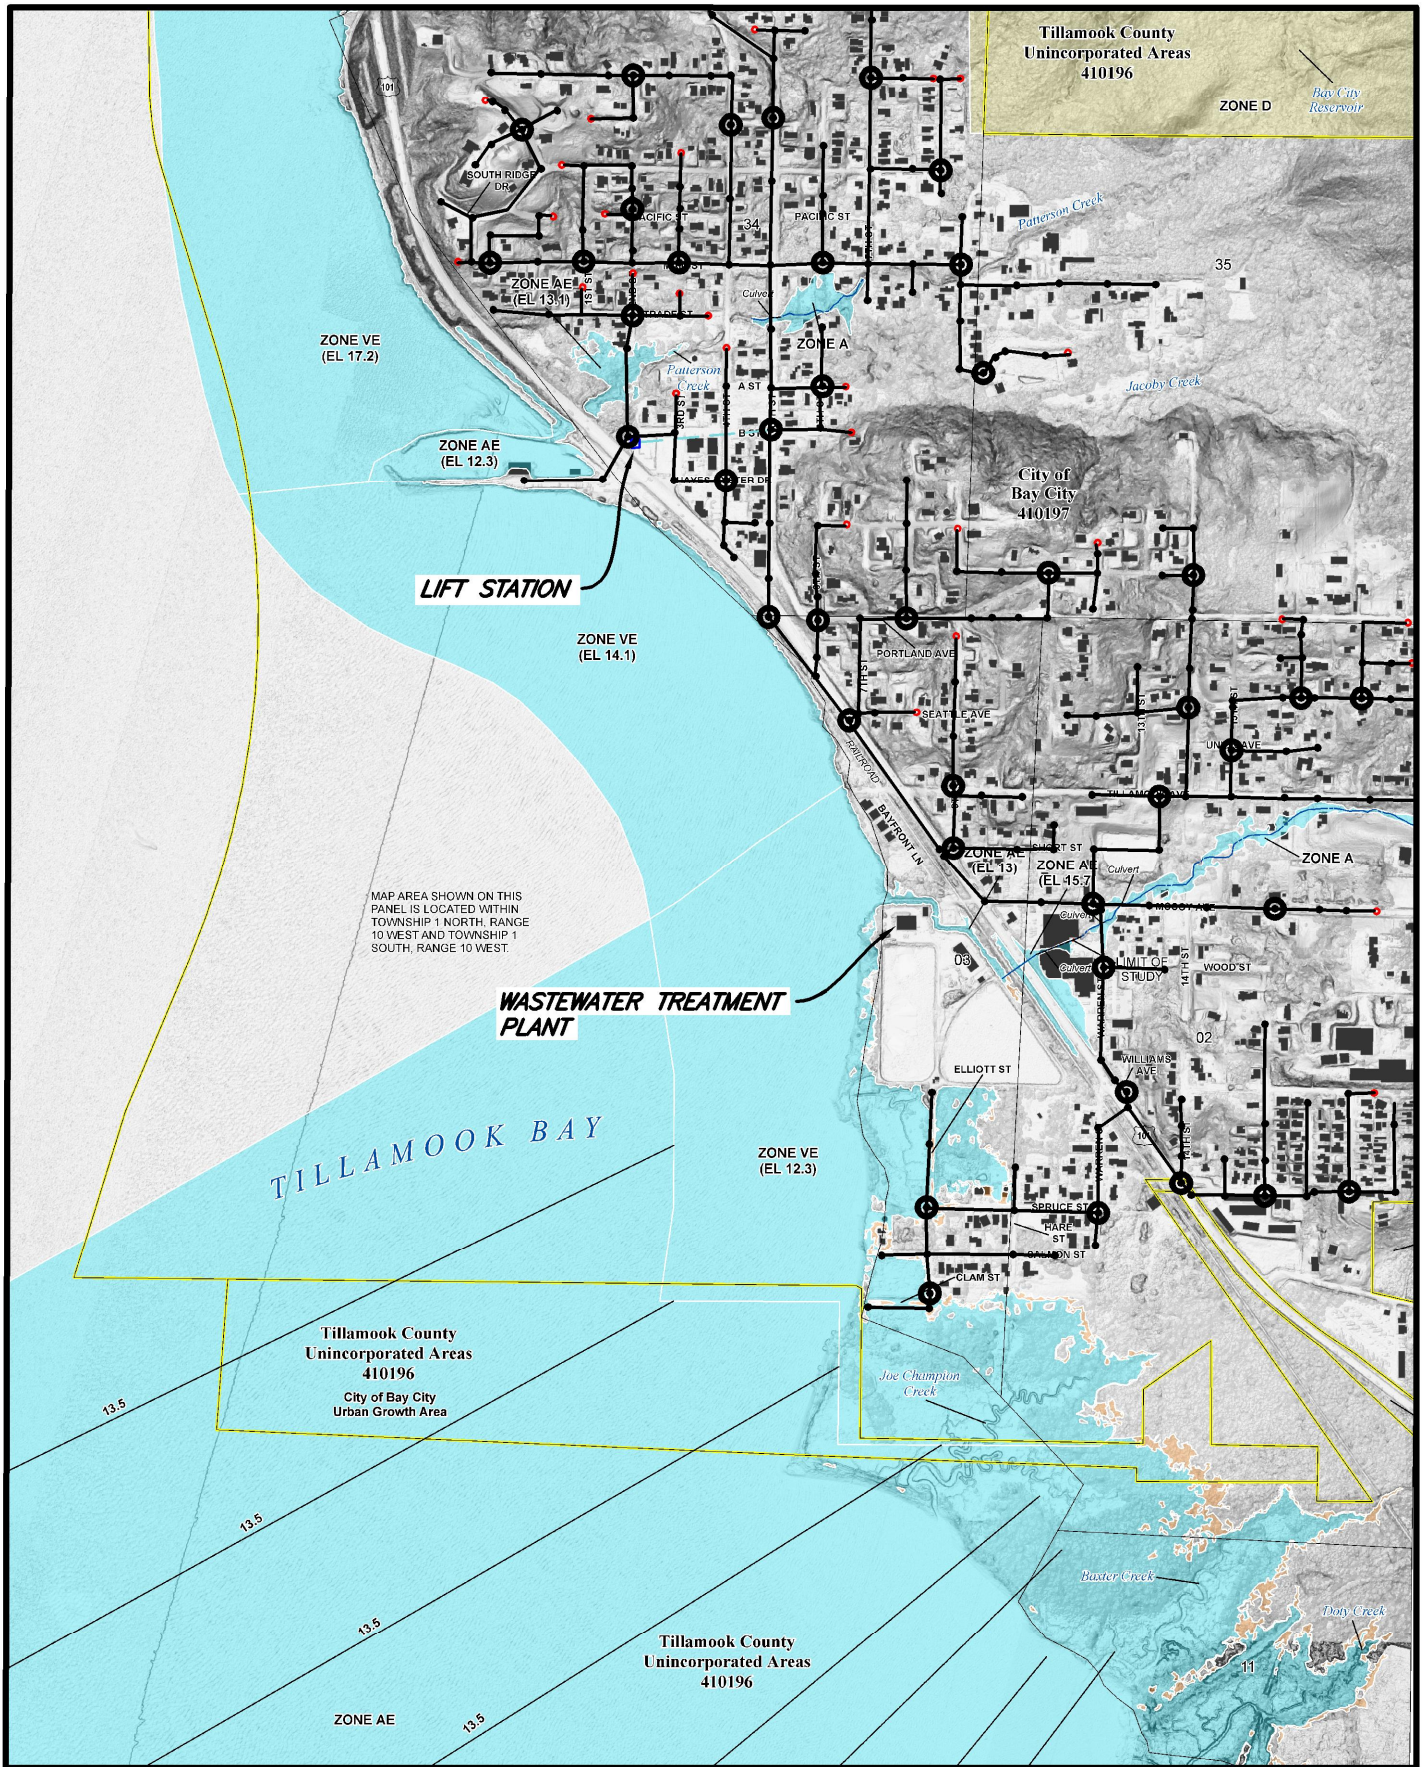 Tillamook County
Unincorporated Areas
410196
ZONE D
Bay City
Reservoir
101
SOUTH RIDGE
DR
PACIFIC ST
34
Patterson Creek
35
ZONE AE
(EL 13.1)
1ST ST
TRADE ST
Culvert
ZONE A
ZONE VE
(EL 17.2)
Patterson
Creek
A ST
3RD ST
B ST
Jacoby Creek
ZONE AE
(EL 12.3)
City of
Bay City
410197
LIFT STATION
ZONE VE
(EL 14.1)
PORTLAND AVE
7TH ST
SEATTLE AVE
13TH ST
RAILROAD
BAYFRONT LN
SHORT ST
ZONE AE
(EL 13)
ZONE AE
(EL 15.7
Culvert
ZONE A
MAP AREA SHOWN ON THIS
PANEL IS LOCATED WITHIN
TOWNSHIP 1 NORTH, RANGE
10 WEST AND TOWNSHIP 1
SOUTH, RANGE 10 WEST.
Culvert
03
Culvert
LIMIT OF
STUDY
14TH ST
WOOD ST
WASTEWATER TREATMENT
PLANT
02
WILLIAMS
AVE
ELLIOTT ST
101
14TH ST
TILLAMOOK BAY
ZONE VE
(EL 12.3)
SPRUCE ST
HARE
ST
SALMON ST
CLAM ST
Tillamook County
Unincorporated Areas
410196
City of Bay City
Urban Growth Area
Joe Champion
Creek
13.5
13.5
Baxter Creek
Doty Creek
13.5
Tillamook County
Unincorporated Areas
410196
11
ZONE AE
13.5